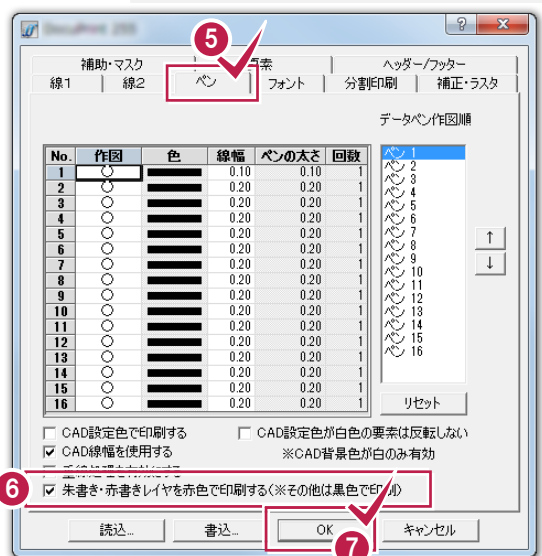 5
補助・マスク ヘッダー/フッター
線1 線2 ペン フォント 分割印刷 補正・ラスタ
データペン作図順
No. 作図 色 線幅 ペンの太さ 回数
1 ○ 0.10 0.10 1
2 ○ 0.20 0.20 1
3 ○ 0.20 0.20 1
4 ○ 0.20 0.20 1
5 ○ 0.20 0.20 1
6 ○ 0.20 0.20 1
7 ○ 0.20 0.20 1
8 ○ 0.20 0.20 1
9 ○ 0.20 0.20 1
10 ○ 0.20 0.20 1
11 ○ 0.20 0.20 1
12 ○ 0.20 0.20 1
13 ○ 0.20 0.20 1
14 ○ 0.20 0.20 1
15 ○ 0.20 0.20 1
16 ○ 0.20 0.20 1
ペン 1
ペン 2
ペン 3
ペン 4
ペン 5
ペン 6
ペン 7
ペン 8
ペン 9
ペン 10
ペン 11
ペン 12
ペン 13
ペン 14
ペン 15
ペン 16
↑
↓
リセット
CAD設定色で印刷する CAD設定色が白色の要素は反転しない
CAD線幅を使用する ※CAD背景色が白のみ有効
6
朱書き・赤書きレイヤを赤色で印刷する(※その他は黒色で印刷)
読込... 書込... OK キャンセル
7